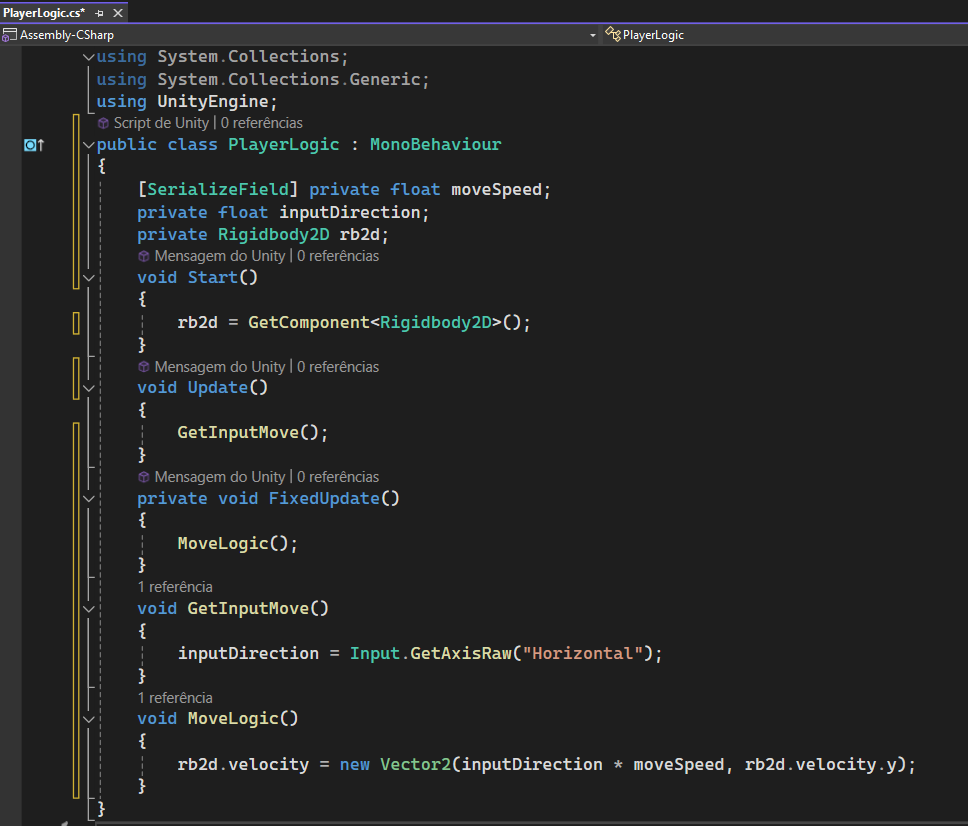 PlayerLogic.cs*
Assembly-CSharp PlayerLogic
using System.Collections;
using System.Collections.Generic;
using UnityEngine;
Script de Unity | 0 referências
public class PlayerLogic : MonoBehaviour
{
[SerializeField] private float moveSpeed;
private float inputDirection;
private Rigidbody2D rb2d;
Mensagem do Unity | 0 referências
void Start()
{
rb2d = GetComponent<Rigidbody2D>();
}
Mensagem do Unity | 0 referências
void Update()
{
GetInputMove();
}
Mensagem do Unity | 0 referências
private void FixedUpdate()
{
MoveLogic();
}
1 referência
void GetInputMove()
{
inputDirection = Input.GetAxisRaw("Horizontal");
}
1 referência
void MoveLogic()
{
rb2d.velocity = new Vector2(inputDirection * moveSpeed, rb2d.velocity.y);
}
}